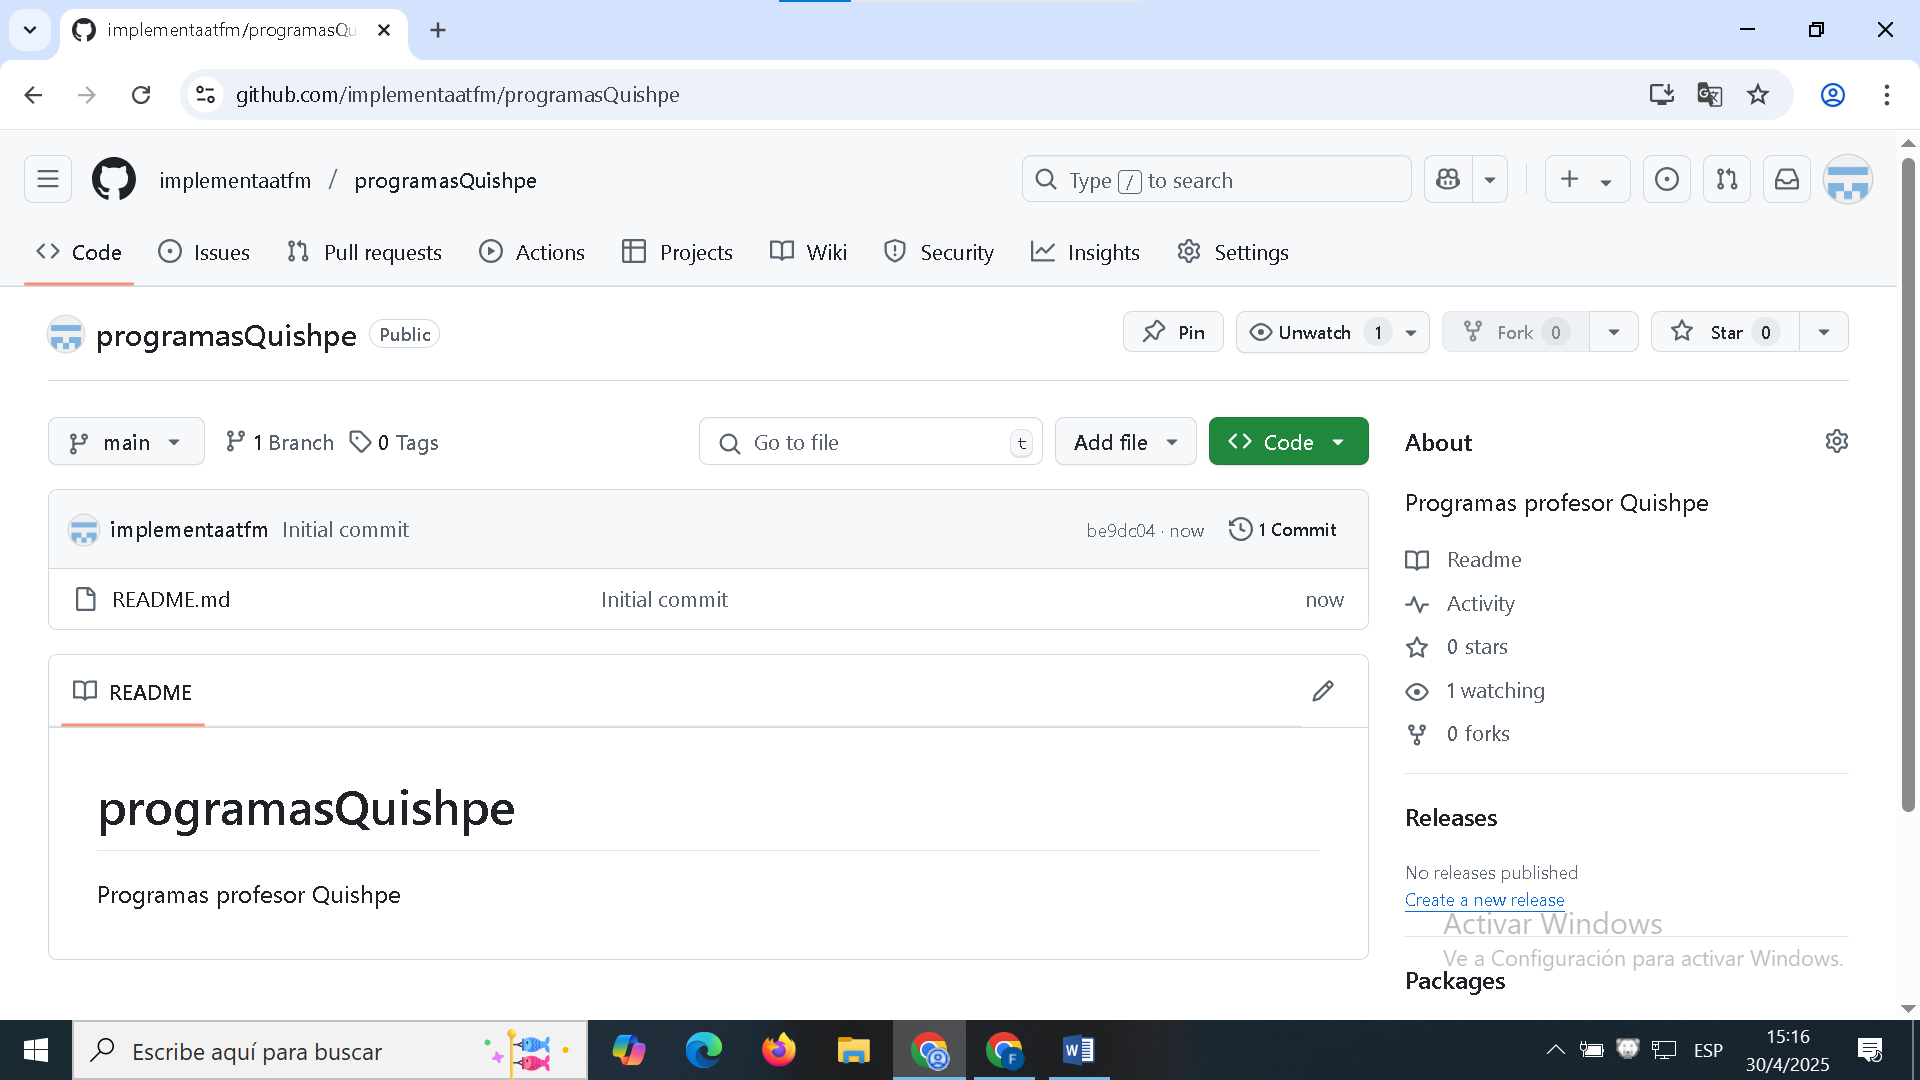 implementaatfm/programasQu
github.com/implementaatfm/programasQuishpe
implementaatfm / programasQuishpe
Type / to search
Code Issues Pull requests Actions Projects Wiki Security Insights Settings
programasQuishpe Public
Pin Unwatch 1 Fork 0 Star 0
main 1 Branch 0 Tags Go to file t Add file Code
implementaatfm Initial commit be9dc04 · now 1 Commit
README.md Initial commit now
README
programasQuishpe
Programas profesor Quishpe
About
Programas profesor Quishpe
Readme
Activity
0 stars
1 watching
0 forks
Releases
No releases published
Create a new release
Activar Windows
Ve a Configuración para activar Windows.
Packages
Escribe aquí para buscar
F
ESP
15:16
30/4/2025